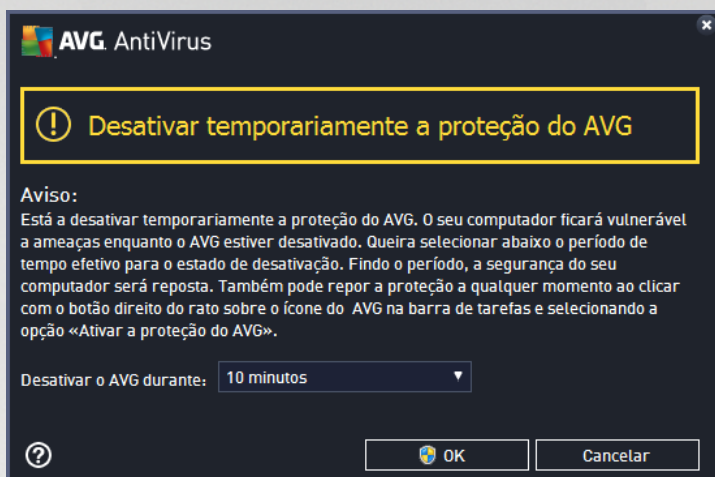 AVG. AntiVirus
Desativar temporariamente a proteção do AVG
Aviso:
Está a desativar temporariamente a proteção do AVG. O seu computador ficará vulnerável
a ameaças enquanto o AVG estiver desativado. Queira selecionar abaixo o período de
tempo efetivo para o estado de desativação. Findo o período, a segurança do seu
computador será reposta. Também pode repor a proteção a qualquer momento ao clicar
com o botão direito do rato sobre o ícone do AVG na barra de tarefas e selecionando a
opção «Ativar a proteção do AVG».
Desativar o AVG durante: 10 minutos
OK Cancelar